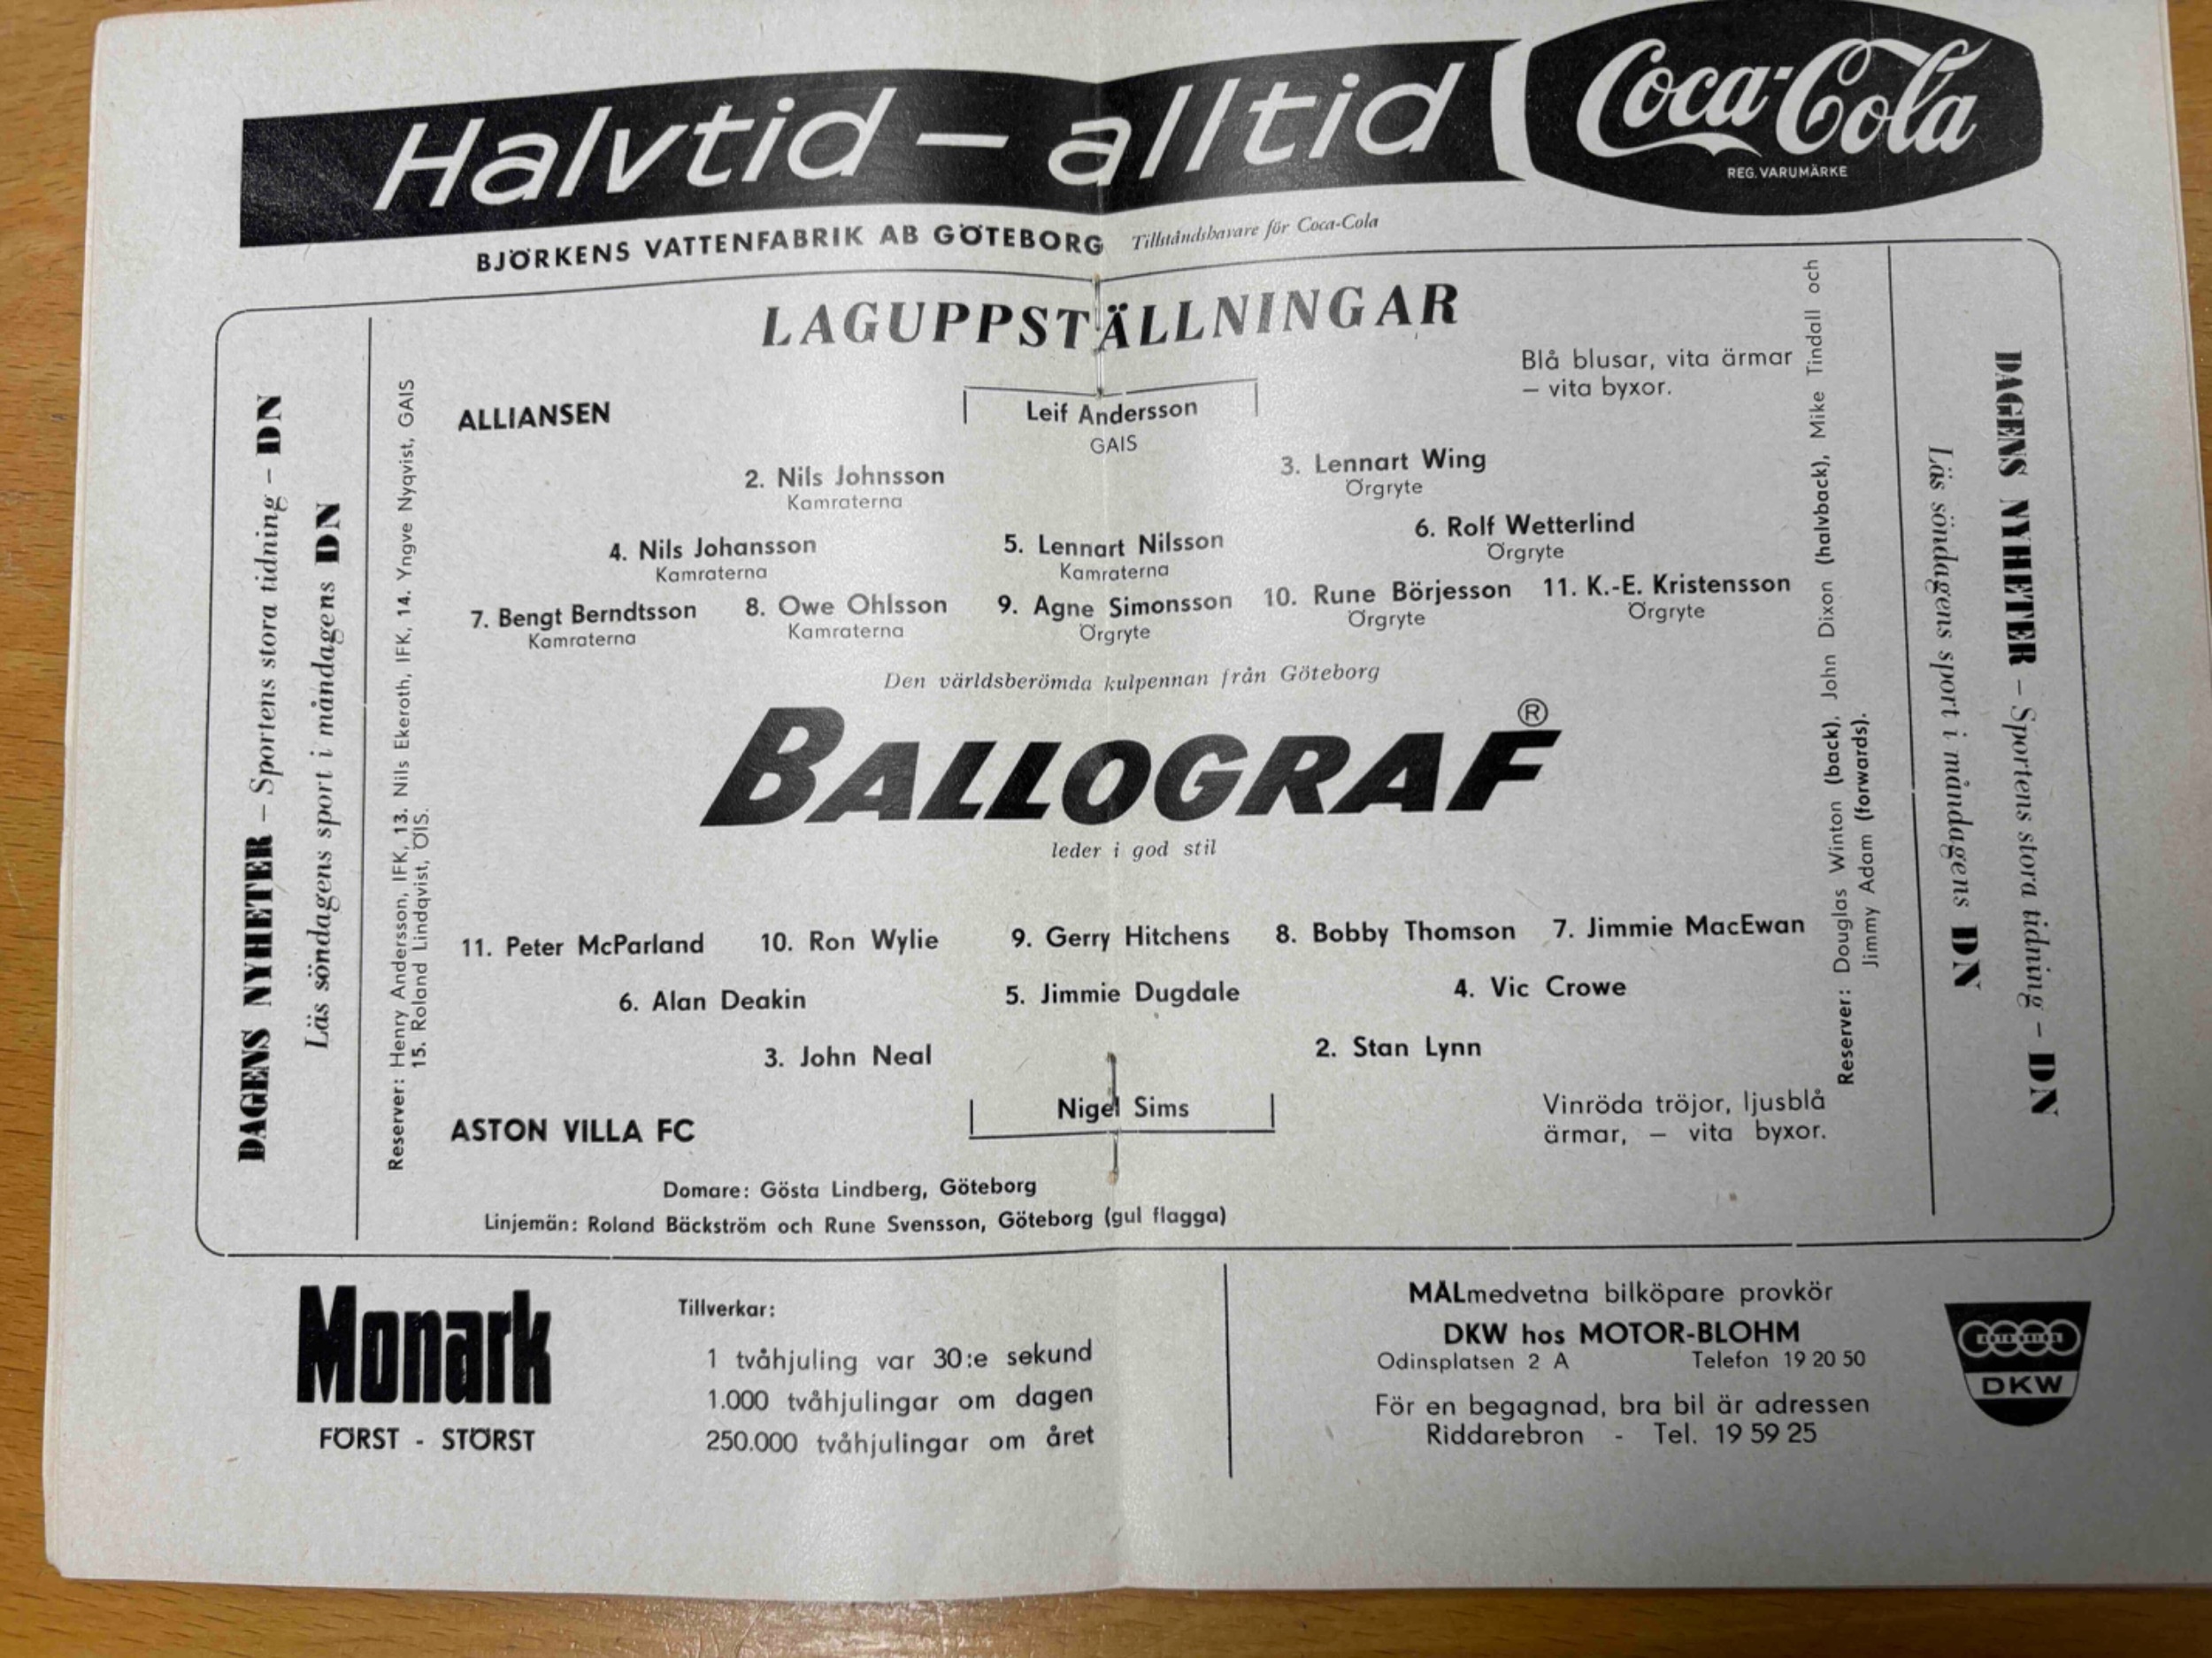 Halvtid – alltid
Coca-Cola
REG. VARUMÄRKE
BJÖRKENS VATTENFABRIK AB GÖTEBORG Tillståndshavare för Coca-Cola
LAGUPPSTÄLLNINGAR
Blå blusar, vita ärmar
– vita byxor.
ALLIANSEN
Leif Andersson
GAIS
2. Nils Johnsson
Kamraterna
3. Lennart Wing
Örgryte
4. Nils Johansson
Kamraterna
5. Lennart Nilsson
Kamraterna
6. Rolf Wetterlind
Örgryte
7. Bengt Berndtsson
Kamraterna
8. Owe Ohlsson
Kamraterna
9. Agne Simonsson
Örgryte
10. Rune Börjesson
Örgryte
11. K.-E. Kristensson
Örgryte
Den världsberömda kulpennan från Göteborg
BALLOGRAF®
leder i god stil
11. Peter McParland
10. Ron Wylie
9. Gerry Hitchens
8. Bobby Thomson
7. Jimmie MacEwan
6. Alan Deakin
5. Jimmie Dugdale
4. Vic Crowe
3. John Neal
2. Stan Lynn
Nigel Sims
ASTON VILLA FC
Vinröda tröjor, ljusblå
ärmar, – vita byxor.
Domare: Gösta Lindberg, Göteborg
Linjemän: Roland Bäckström och Rune Svensson, Göteborg (gul flagga)
DAGENS NYHETER – Sportens stora tidning – DN
Läs söndagens sport i måndagens DN
Reserver: Henry Andersson, IFK, 13. Nils Ekeroth, IFK, 14. Yngve Nyqvist, GAIS
15. Roland Lindqvist, ÖIS.
Reserver: Douglas Winton (back), John Dixon (halvback), Mike Tindall och
Jimmy Adam (forwards).
Läs söndagens sport i måndagens DN
DAGENS NYHETER – Sportens stora tidning – DN
Monark
FÖRST - STÖRST
Tillverkar:
1 tvåhjuling var 30:e sekund
1.000 tvåhjulingar om dagen
250.000 tvåhjulingar om året
MÅLmedvetna bilköpare provkör
DKW hos MOTOR-BLOHM
Odinsplatsen 2 A Telefon 19 20 50
För en begagnad, bra bil är adressen
Riddarebron - Tel. 19 59 25
AUTO UNION
DKW